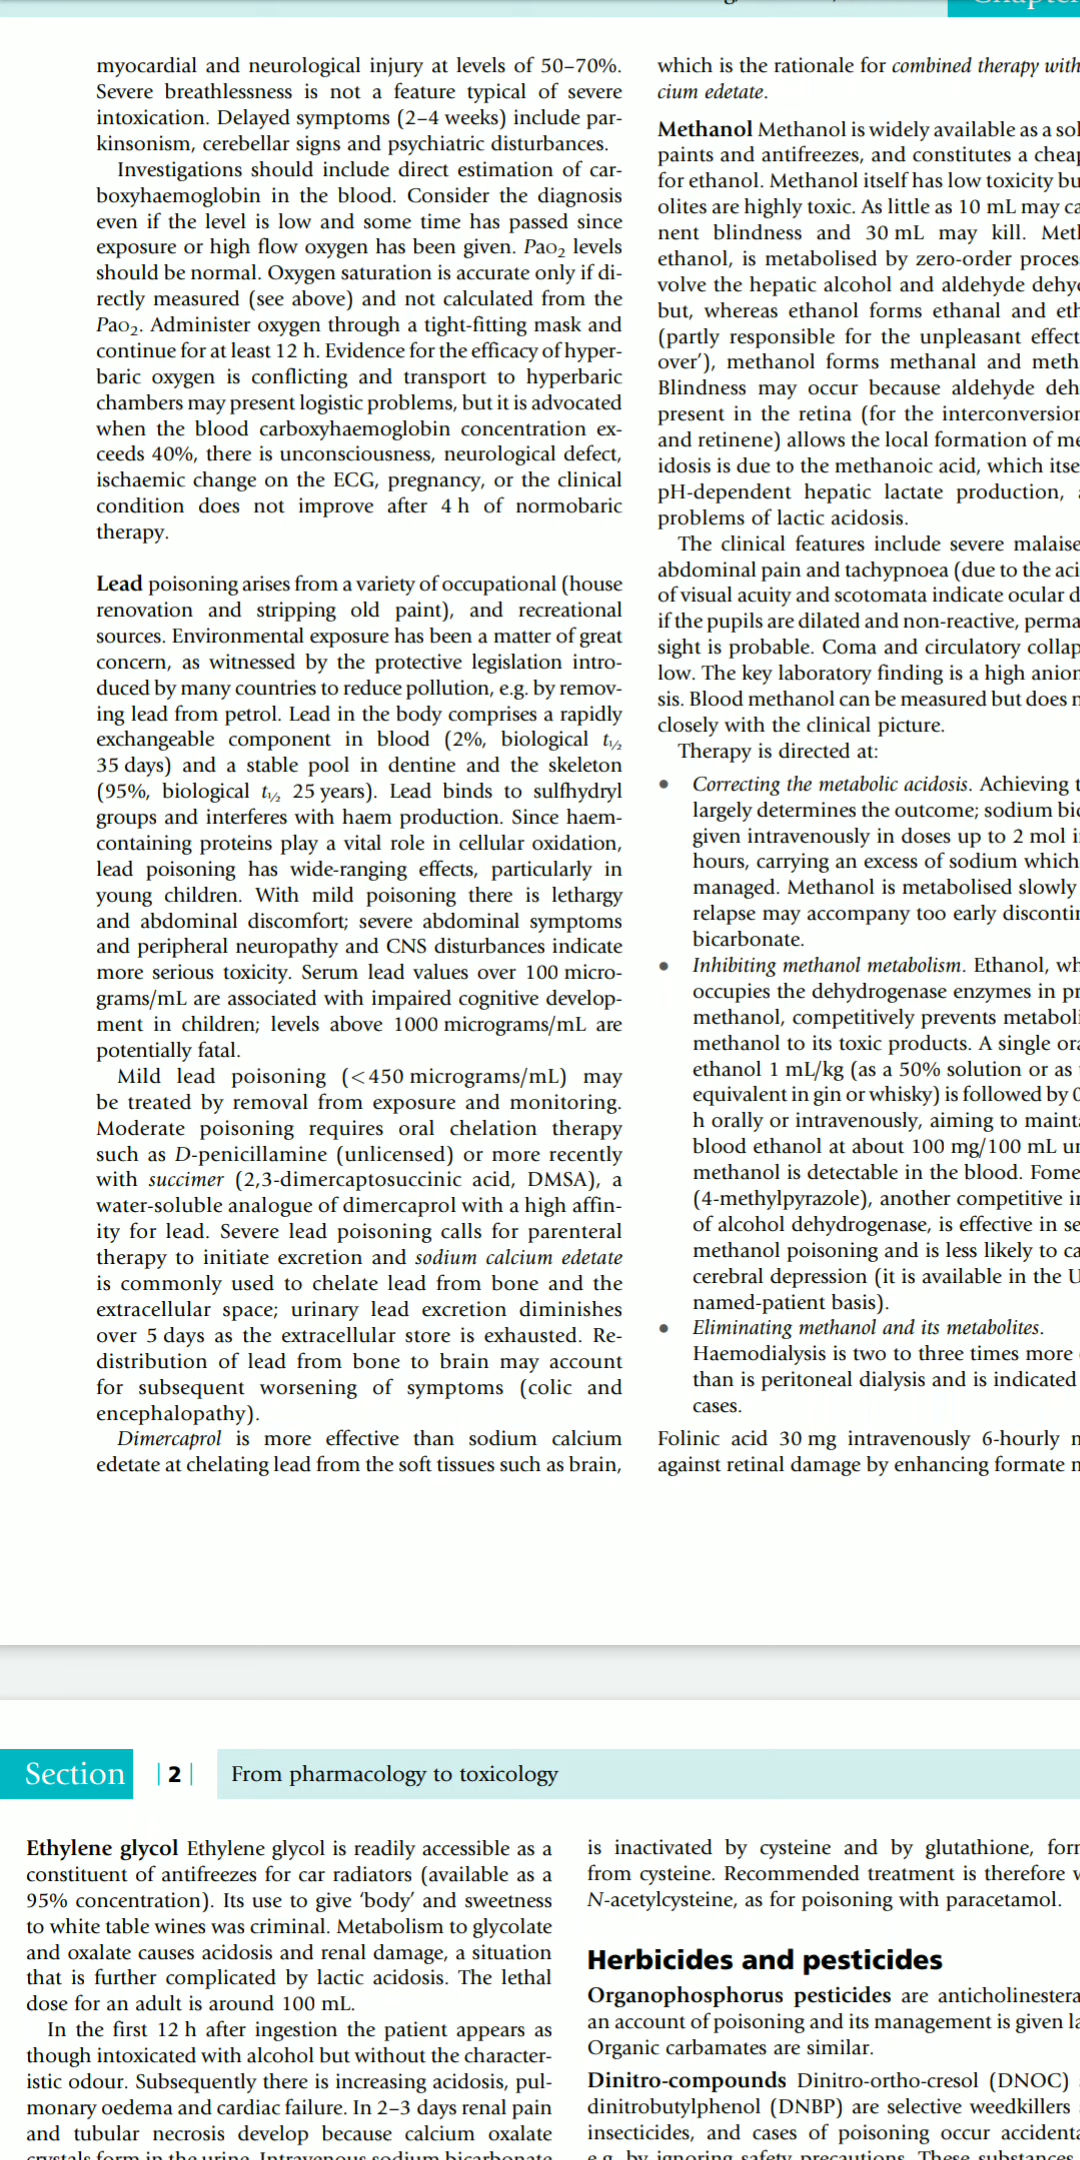 myocardial and neurological injury at levels of 50–70%.
Severe breathlessness is not a feature typical of severe
intoxication. Delayed symptoms (2–4 weeks) include par-
kinsonism, cerebellar signs and psychiatric disturbances.
Investigations should include direct estimation of car-
boxyhaemoglobin in the blood. Consider the diagnosis
even if the level is low and some time has passed since
exposure or high flow oxygen has been given. Pao₂ levels
should be normal. Oxygen saturation is accurate only if di-
rectly measured (see above) and not calculated from the
Pao₂. Administer oxygen through a tight-fitting mask and
continue for at least 12 h. Evidence for the efficacy of hyper-
baric oxygen is conflicting and transport to hyperbaric
chambers may present logistic problems, but it is advocated
when the blood carboxyhaemoglobin concentration ex-
ceeds 40%, there is unconsciousness, neurological defect,
ischaemic change on the ECG, pregnancy, or the clinical
condition does not improve after 4 h of normobaric
therapy.
Lead poisoning arises from a variety of occupational (house
renovation and stripping old paint), and recreational
sources. Environmental exposure has been a matter of great
concern, as witnessed by the protective legislation intro-
duced by many countries to reduce pollution, e.g. by remov-
ing lead from petrol. Lead in the body comprises a rapidly
exchangeable component in blood (2%, biological t½
35 days) and a stable pool in dentine and the skeleton
(95%, biological t½ 25 years). Lead binds to sulfhydryl
groups and interferes with haem production. Since haem-
containing proteins play a vital role in cellular oxidation,
lead poisoning has wide-ranging effects, particularly in
young children. With mild poisoning there is lethargy
and abdominal discomfort; severe abdominal symptoms
and peripheral neuropathy and CNS disturbances indicate
more serious toxicity. Serum lead values over 100 micro-
grams/mL are associated with impaired cognitive develop-
ment in children; levels above 1000 micrograms/mL are
potentially fatal.
Mild lead poisoning (<450 micrograms/mL) may
be treated by removal from exposure and monitoring.
Moderate poisoning requires oral chelation therapy
such as D-penicillamine (unlicensed) or more recently
with succimer (2,3-dimercaptosuccinic acid, DMSA), a
water-soluble analogue of dimercaprol with a high affin-
ity for lead. Severe lead poisoning calls for parenteral
therapy to initiate excretion and sodium calcium edetate
is commonly used to chelate lead from bone and the
extracellular space; urinary lead excretion diminishes
over 5 days as the extracellular store is exhausted. Re-
distribution of lead from bone to brain may account
for subsequent worsening of symptoms (colic and
encephalopathy).
Dimercaprol is more effective than sodium calcium
edetate at chelating lead from the soft tissues such as brain,
which is the rationale for combined therapy with
cium edetate.
Methanol Methanol is widely available as a sol
paints and antifreezes, and constitutes a cheap
for ethanol. Methanol itself has low toxicity bu
olites are highly toxic. As little as 10 mL may ca
nent blindness and 30 mL may kill. Meth
ethanol, is metabolised by zero-order proces
volve the hepatic alcohol and aldehyde dehyd
but, whereas ethanol forms ethanal and eth
(partly responsible for the unpleasant effect
over'), methanol forms methanal and meth
Blindness may occur because aldehyde deh
present in the retina (for the interconversion
and retinene) allows the local formation of me
idosis is due to the methanoic acid, which itse
pH-dependent hepatic lactate production, a
problems of lactic acidosis.
The clinical features include severe malaise
abdominal pain and tachypnoea (due to the aci
of visual acuity and scotomata indicate ocular d
if the pupils are dilated and non-reactive, perma
sight is probable. Coma and circulatory collap
low. The key laboratory finding is a high anion
sis. Blood methanol can be measured but does n
closely with the clinical picture.
Therapy is directed at:
• Correcting the metabolic acidosis. Achieving t
largely determines the outcome; sodium bic
given intravenously in doses up to 2 mol i
hours, carrying an excess of sodium which
managed. Methanol is metabolised slowly
relapse may accompany too early discontin
bicarbonate.
• Inhibiting methanol metabolism. Ethanol, wh
occupies the dehydrogenase enzymes in pr
methanol, competitively prevents metaboli
methanol to its toxic products. A single ora
ethanol 1 mL/kg (as a 50% solution or as
equivalent in gin or whisky) is followed by 0
h orally or intravenously, aiming to mainta
blood ethanol at about 100 mg/100 mL un
methanol is detectable in the blood. Fome
(4-methylpyrazole), another competitive in
of alcohol dehydrogenase, is effective in se
methanol poisoning and is less likely to ca
cerebral depression (it is available in the U
named-patient basis).
• Eliminating methanol and its metabolites.
Haemodialysis is two to three times more
than is peritoneal dialysis and is indicated
cases.
Folinic acid 30 mg intravenously 6-hourly m
against retinal damage by enhancing formate m
Section |2| From pharmacology to toxicology
Ethylene glycol Ethylene glycol is readily accessible as a
constituent of antifreezes for car radiators (available as a
95% concentration). Its use to give 'body' and sweetness
to white table wines was criminal. Metabolism to glycolate
and oxalate causes acidosis and renal damage, a situation
that is further complicated by lactic acidosis. The lethal
dose for an adult is around 100 mL.
In the first 12 h after ingestion the patient appears as
though intoxicated with alcohol but without the character-
istic odour. Subsequently there is increasing acidosis, pul-
monary oedema and cardiac failure. In 2–3 days renal pain
and tubular necrosis develop because calcium oxalate
crystals form in the urine. Intravenous sodium bicarbonate
is inactivated by cysteine and by glutathione, form
from cysteine. Recommended treatment is therefore w
N-acetylcysteine, as for poisoning with paracetamol.
Herbicides and pesticides
Organophosphorus pesticides are anticholinestera
an account of poisoning and its management is given la
Organic carbamates are similar.
Dinitro-compounds Dinitro-ortho-cresol (DNOC)
dinitrobutylphenol (DNBP) are selective weedkillers
insecticides, and cases of poisoning occur accidenta
e.g. by ignoring safety precautions. These substances